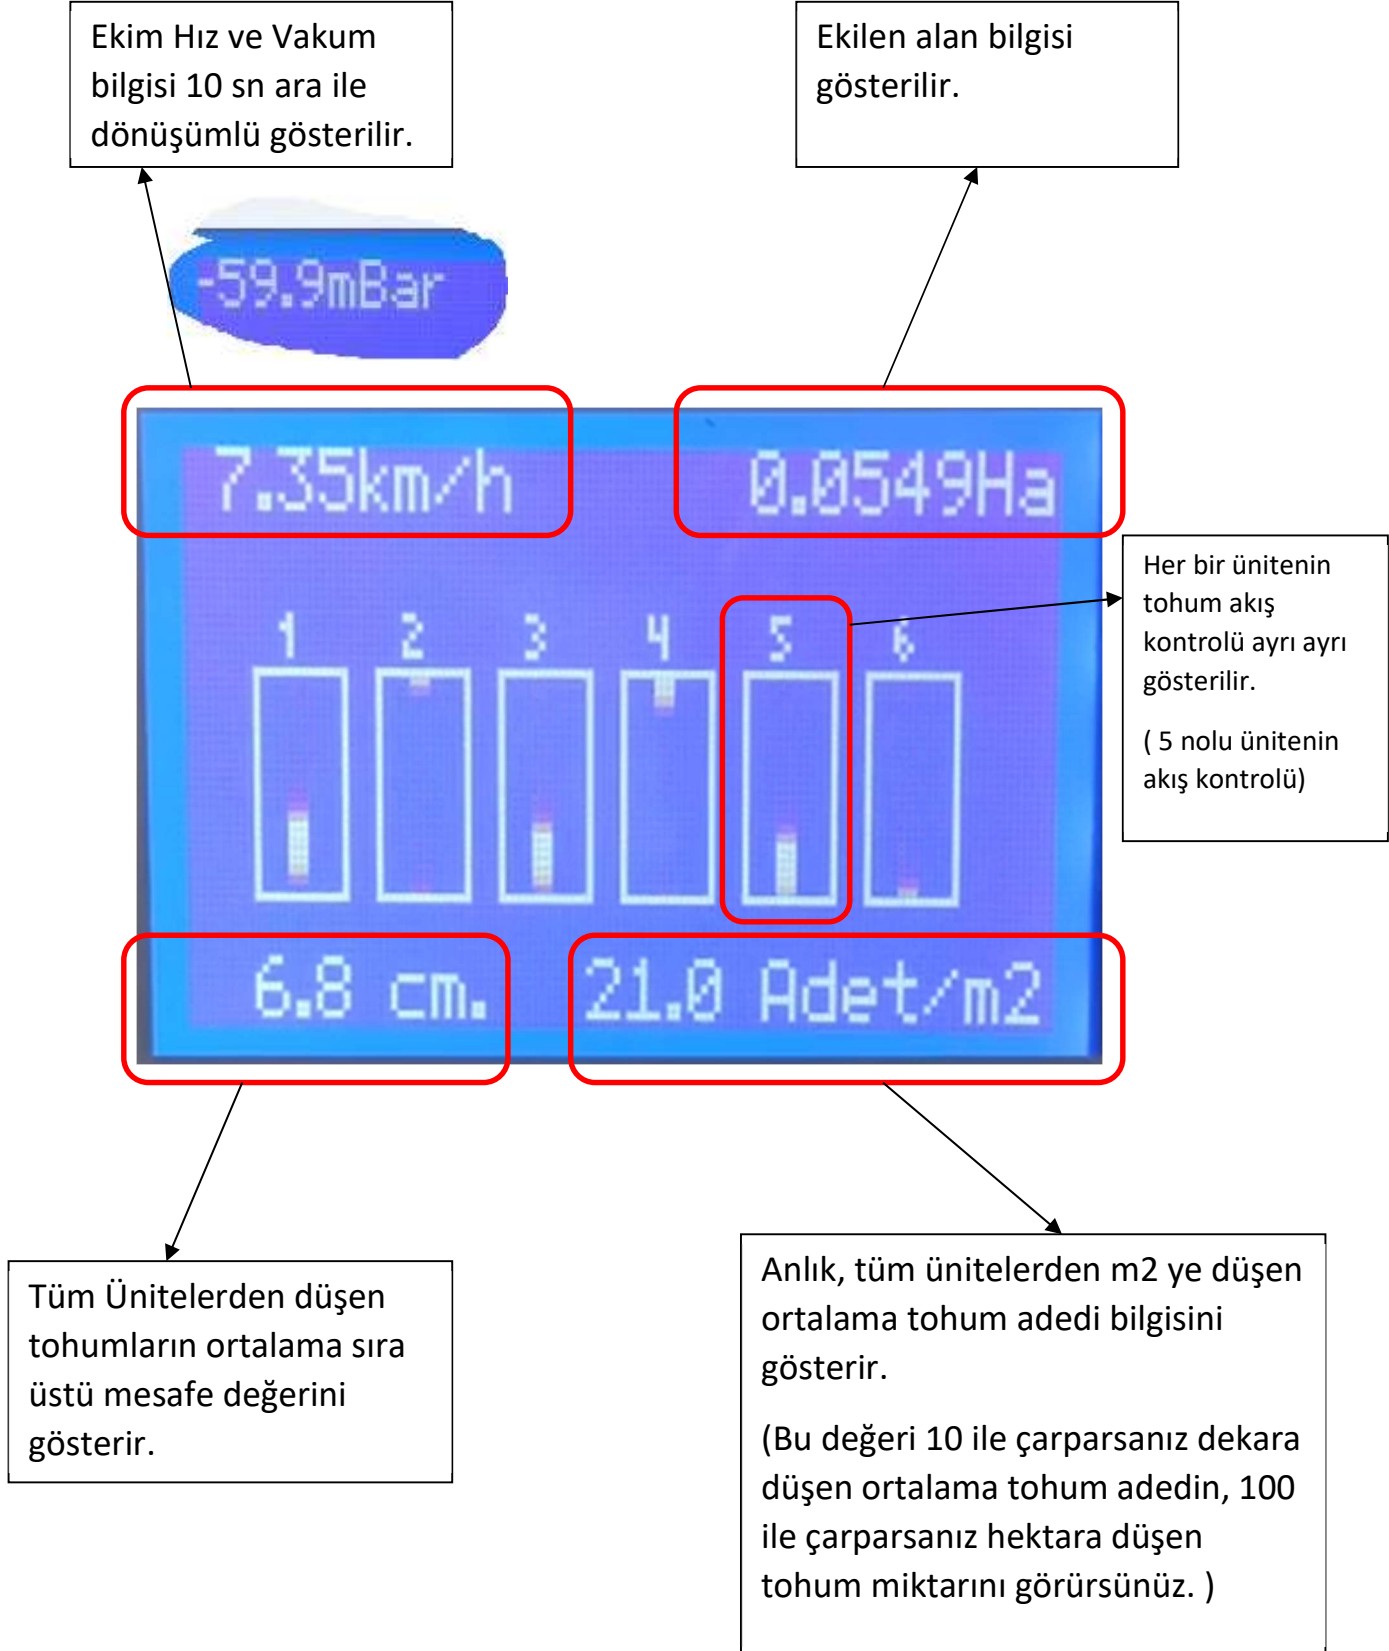 Ekim Hız ve Vakum
bilgisi 10 sn ara ile
dönüşümlü gösterilir.
Ekilen alan bilgisi
gösterilir.
-59.9mBar
7.35km/h
0.0549Ha
1 2 3 4 5 6
Her bir ünitenin
tohum akış
kontrolü ayrı ayrı
gösterilir.
( 5 nolu ünitenin
akış kontrolü)
6.8 cm.
21.0 Adet/m2
Tüm Ünitelerden düşen
tohumların ortalama sıra
üstü mesafe değerini
gösterir.
Anlık, tüm ünitelerden m2 ye düşen
ortalama tohum adedi bilgisini
gösterir.
(Bu değeri 10 ile çarparsanız dekara
düşen ortalama tohum adedin, 100
ile çarparsanız hektara düşen
tohum miktarını görürsünüz. )